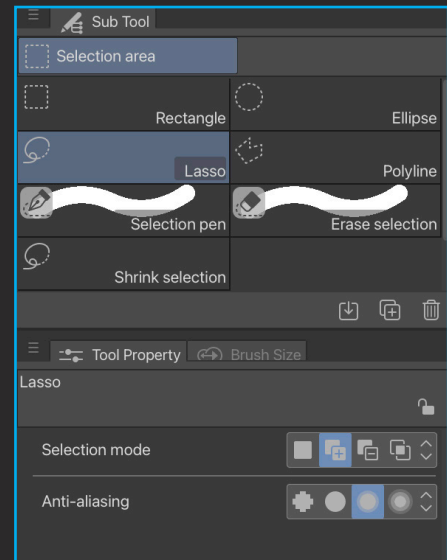 Sub Tool
Selection area
Rectangle
Ellipse
Lasso
Polyline
Selection pen
Erase selection
Shrink selection
Tool Property
Brush Size
Lasso
Selection mode
Anti-aliasing